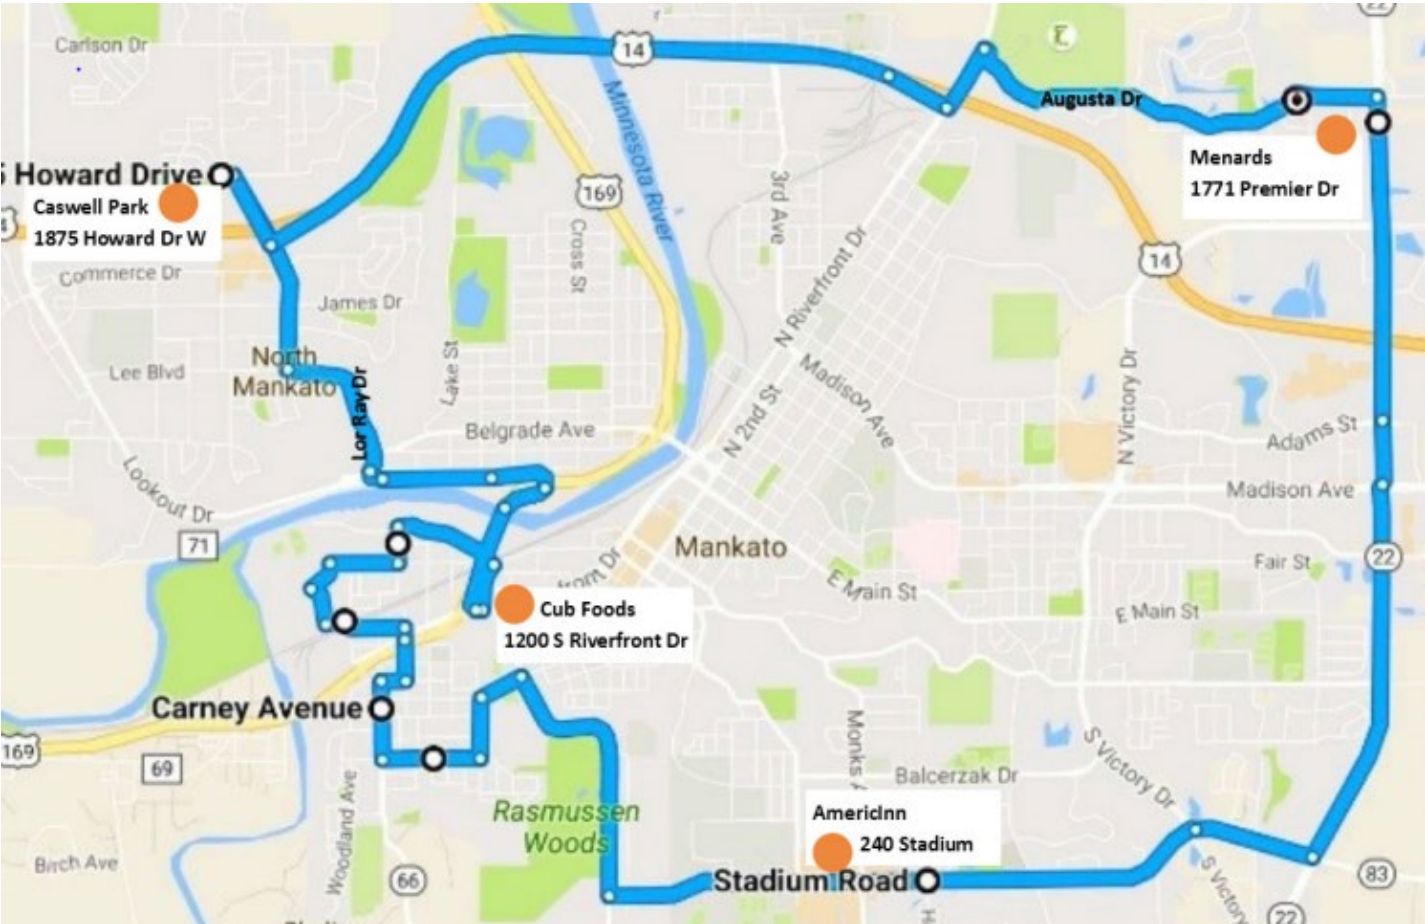 22
Carlson Dr
14
Augusta Dr
Minnesota River
Menards
1771 Premier Dr
Howard Drive
Caswell Park
1875 Howard Dr W
169
3rd Ave
Cross St
N Riverfront Dr
14
Commerce Dr
James Dr
North
Mankato
Lee Blvd
Lor Ray Dr
Lake St
Madison Ave
N Victory Dr
N 2nd St
Belgrade Ave
Adams St
Madison Ave
Lookout Dr
71
Mankato
22
Fair St
E Main St
E Main St
front Dr
Cub Foods
1200 S Riverfront Dr
Carney Avenue
169
69
Monks A
S Victory Dr
Balcerzak Dr
Rasmussen
Woods
Woodland Ave
AmericInn
240 Stadium
Birch Ave
66
Stadium Road
83
S Victory
22